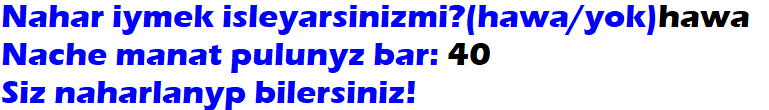 Nahar iymek isleyarsinizmi?(hawa/yok)hawa
Nache manat pulunyz bar: 40
Siz naharlanyp bilersiniz!